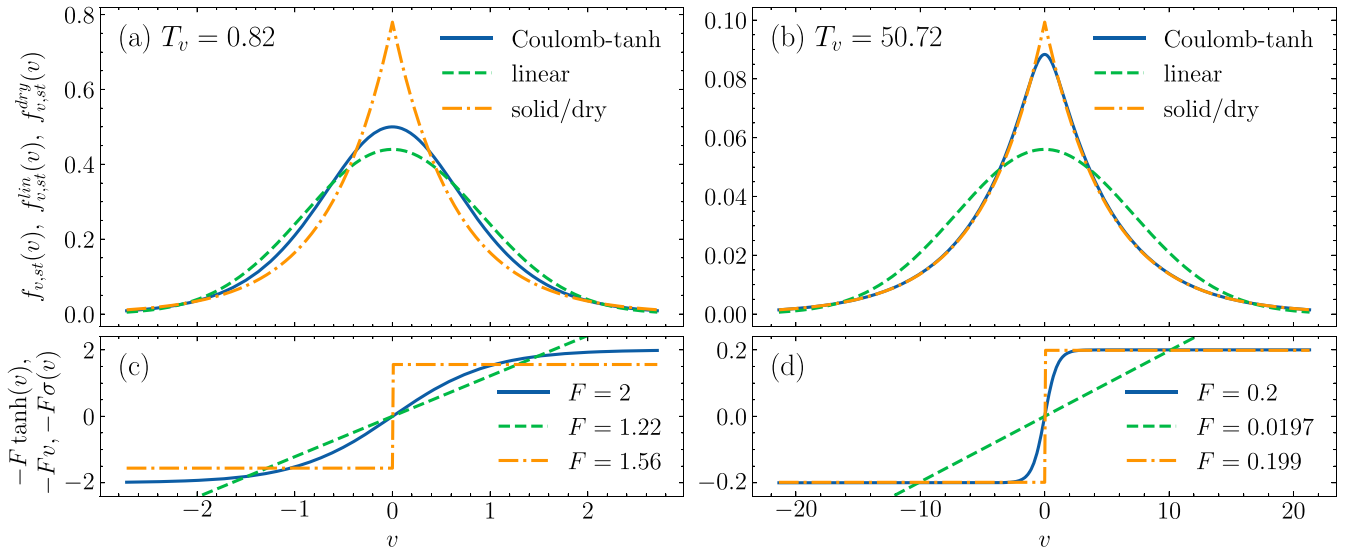 (a) T_v = 0.82
Coulomb-tanh
linear
solid/dry
f_{v,st}(v), f^{lin}_{v,st}(v), f^{dry}_{v,st}(v)
0.8
0.6
0.4
0.2
0.0
(b) T_v = 50.72
Coulomb-tanh
linear
solid/dry
0.10
0.08
0.06
0.04
0.02
0.00
(c)
F = 2
F = 1.22
F = 1.56
−F tanh(v),
−Fv, −Fσ(v)
2
0
−2
−2 −1 0 1 2
v
(d)
F = 0.2
F = 0.0197
F = 0.199
0.2
0.0
−0.2
−20 −10 0 10 20
v